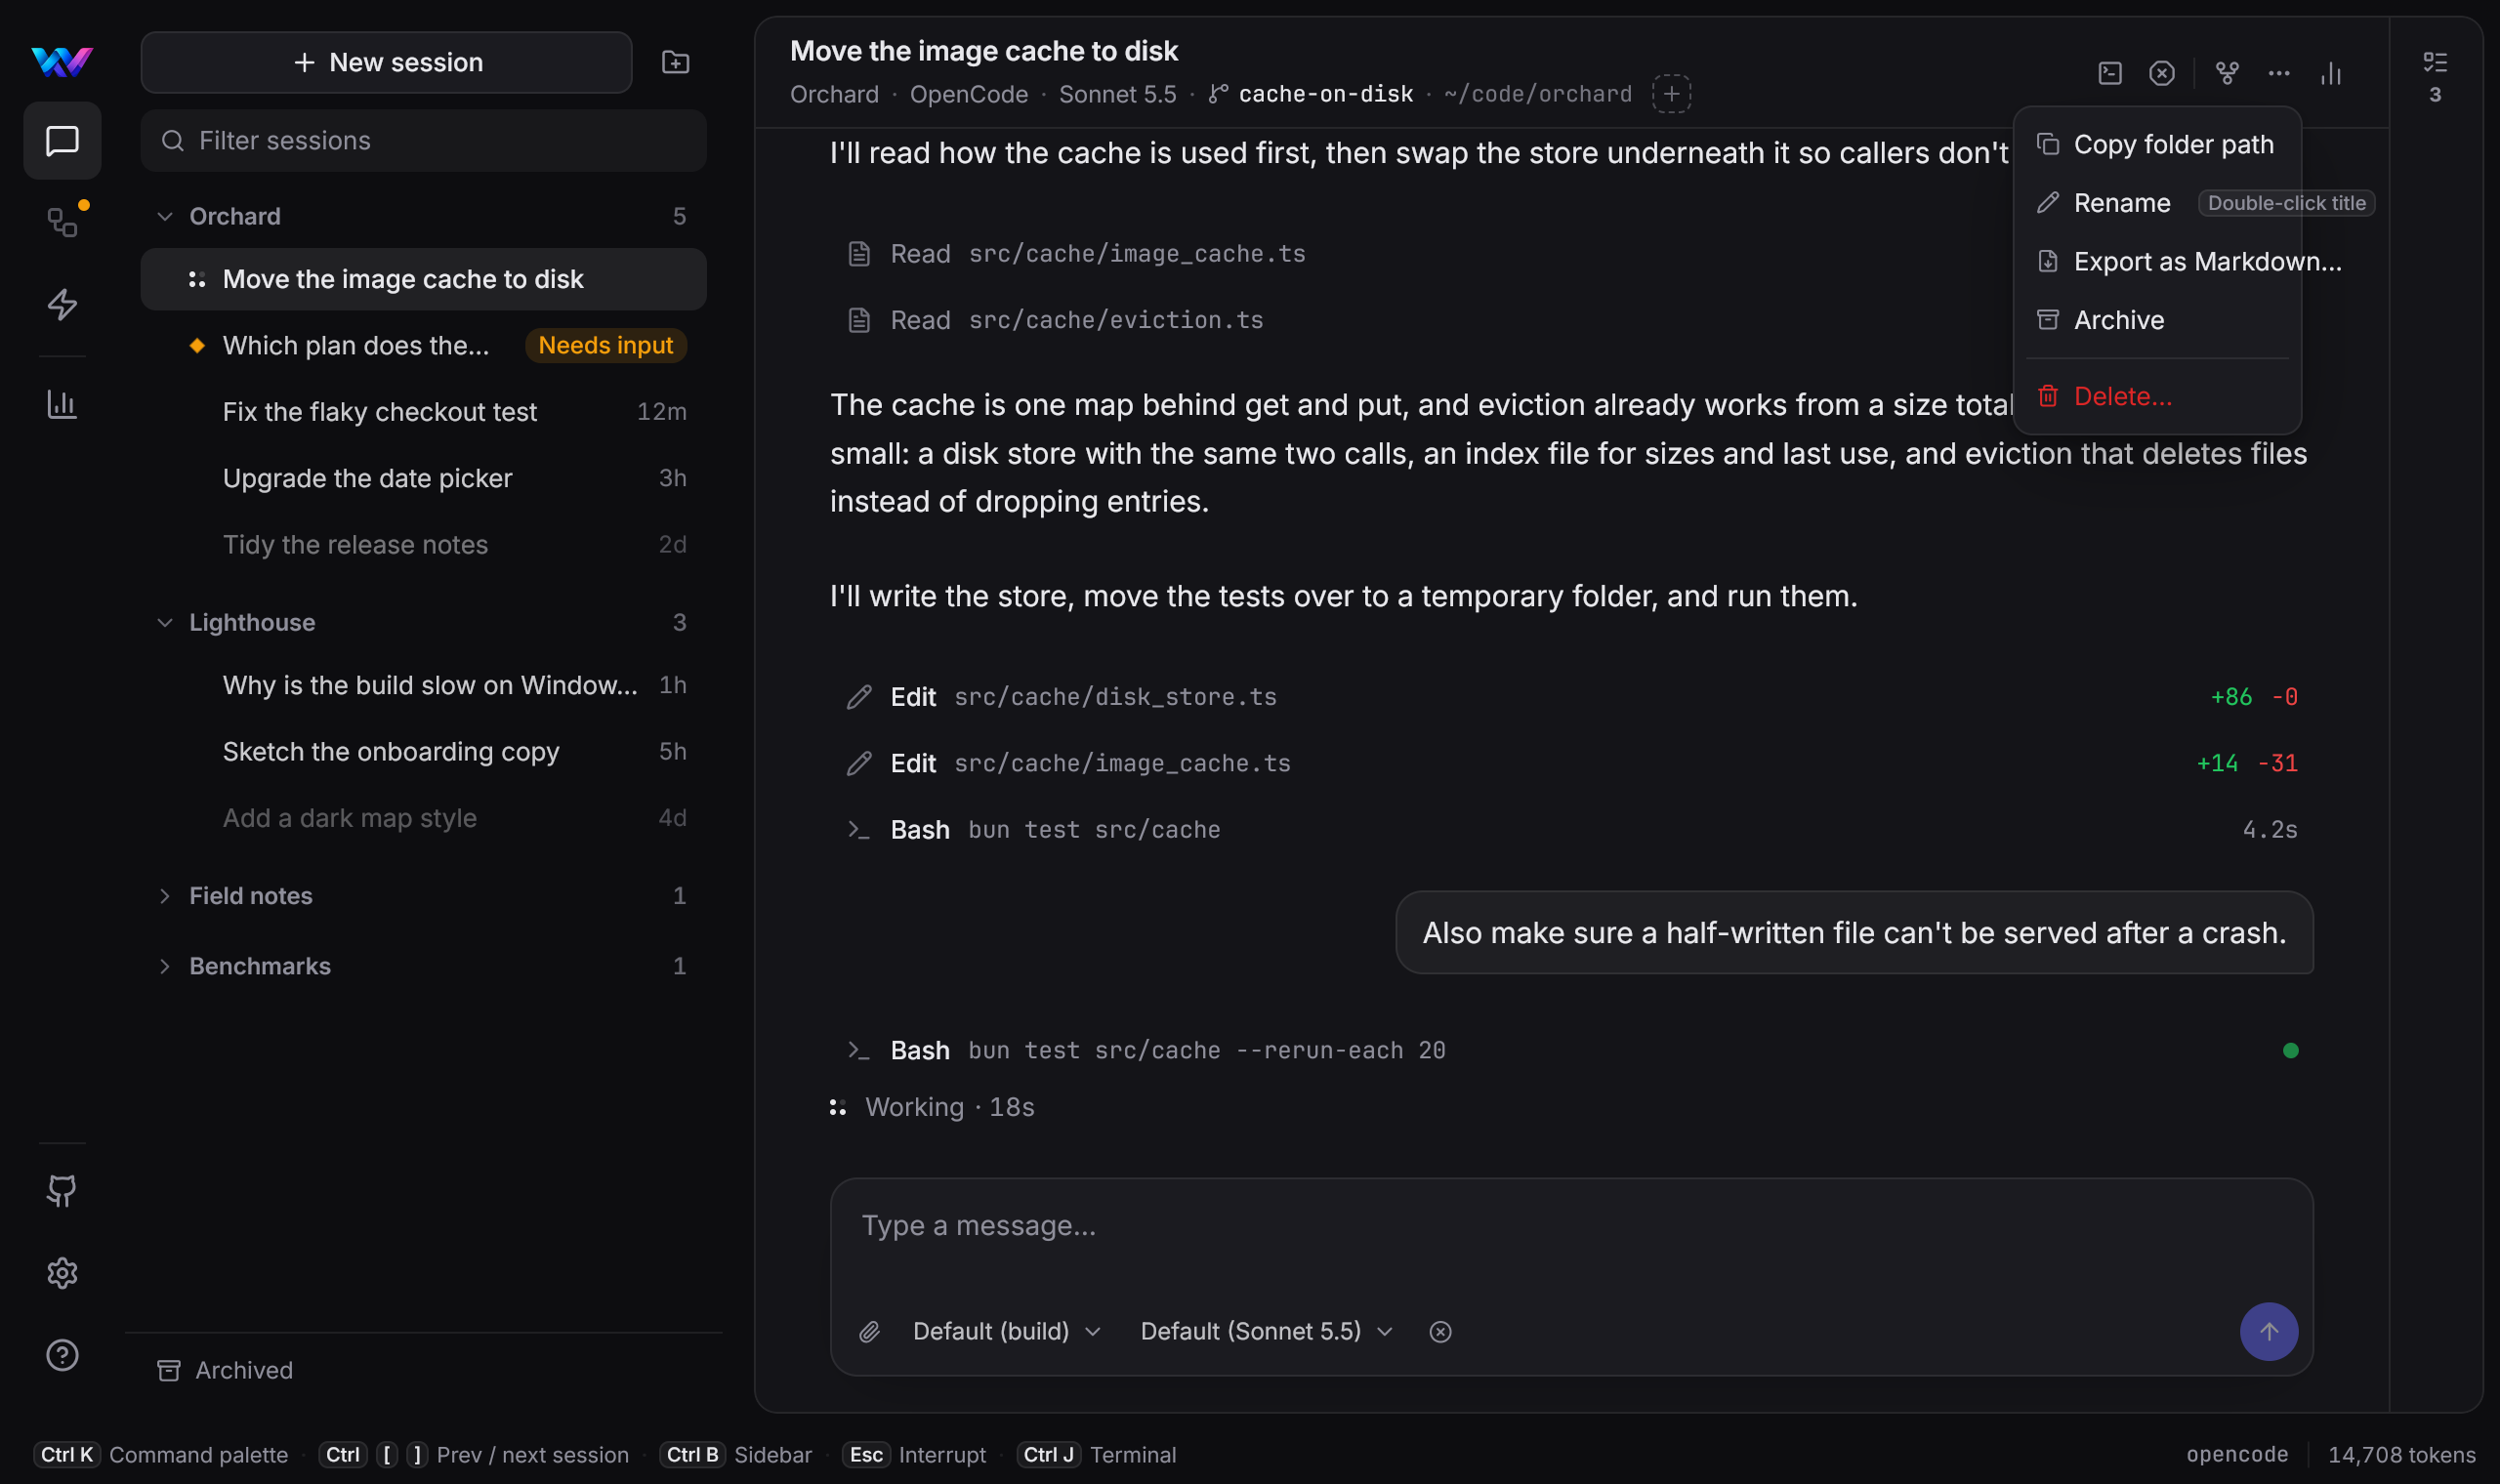 New session
Filter sessions
Orchard 5
Move the image cache to disk
Which plan does the... Needs input
Fix the flaky checkout test 12m
Upgrade the date picker 3h
Tidy the release notes 2d
Lighthouse 3
Why is the build slow on Window... 1h
Sketch the onboarding copy 5h
Add a dark map style 4d
Field notes 1
Benchmarks 1
Archived
Move the image cache to disk
Orchard · OpenCode · Sonnet 5.5 · cache-on-disk · ~/code/orchard
3
Copy folder path
Rename Double-click title
Export as Markdown...
Archive
Delete...
I'll read how the cache is used first, then swap the store underneath it so callers don't
Read src/cache/image_cache.ts
Read src/cache/eviction.ts
The cache is one map behind get and put, and eviction already works from a size total
small: a disk store with the same two calls, an index file for sizes and last use, and eviction that deletes files
instead of dropping entries.
I'll write the store, move the tests over to a temporary folder, and run them.
Edit src/cache/disk_store.ts +86 -0
Edit src/cache/image_cache.ts +14 -31
Bash bun test src/cache 4.2s
Also make sure a half-written file can't be served after a crash.
Bash bun test src/cache --rerun-each 20
Working · 18s
Type a message...
Default (build) Default (Sonnet 5.5)
Ctrl K Command palette · Ctrl [ ] Prev / next session · Ctrl B Sidebar · Esc Interrupt · Ctrl J Terminal
opencode 14,708 tokens